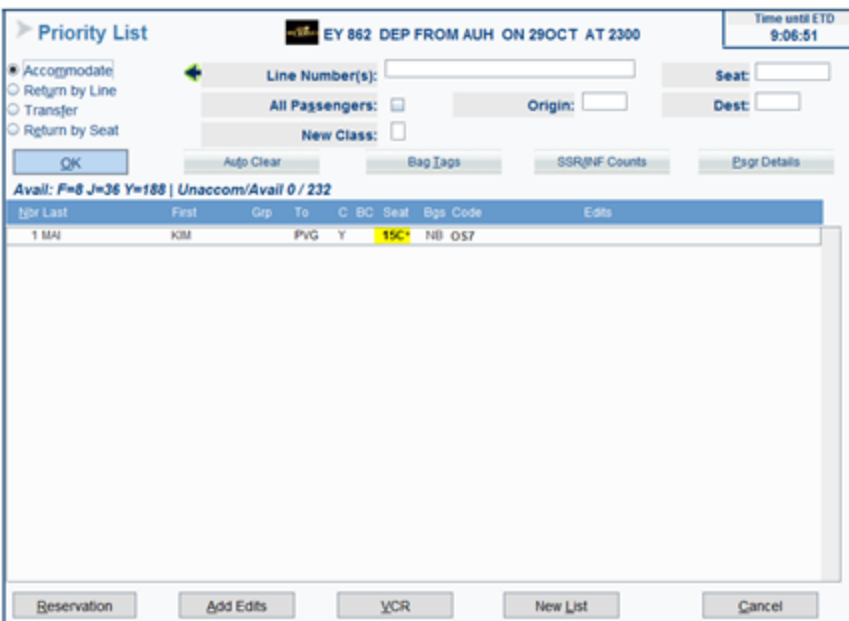 Priority List
EY 862 DEP FROM AUH ON 29OCT AT 2300
Time until ETD
9:06:51
Accommodate
Return by Line
Transfer
Return by Seat
Line Number(s):
Seat:
All Passengers:
Origin:
Dest:
New Class:
OK
Auto Clear
Bag Tags
SSR/INF Counts
Psgr Details
Avail: F=8 J=36 Y=188 | Unaccom/Avail 0 / 232
Nbr Last First Grp To C BC Seat Bgs Code Edits
1 MAI KIM PVG Y 15C* NB OS7
Reservation
Add Edits
VCR
New List
Cancel